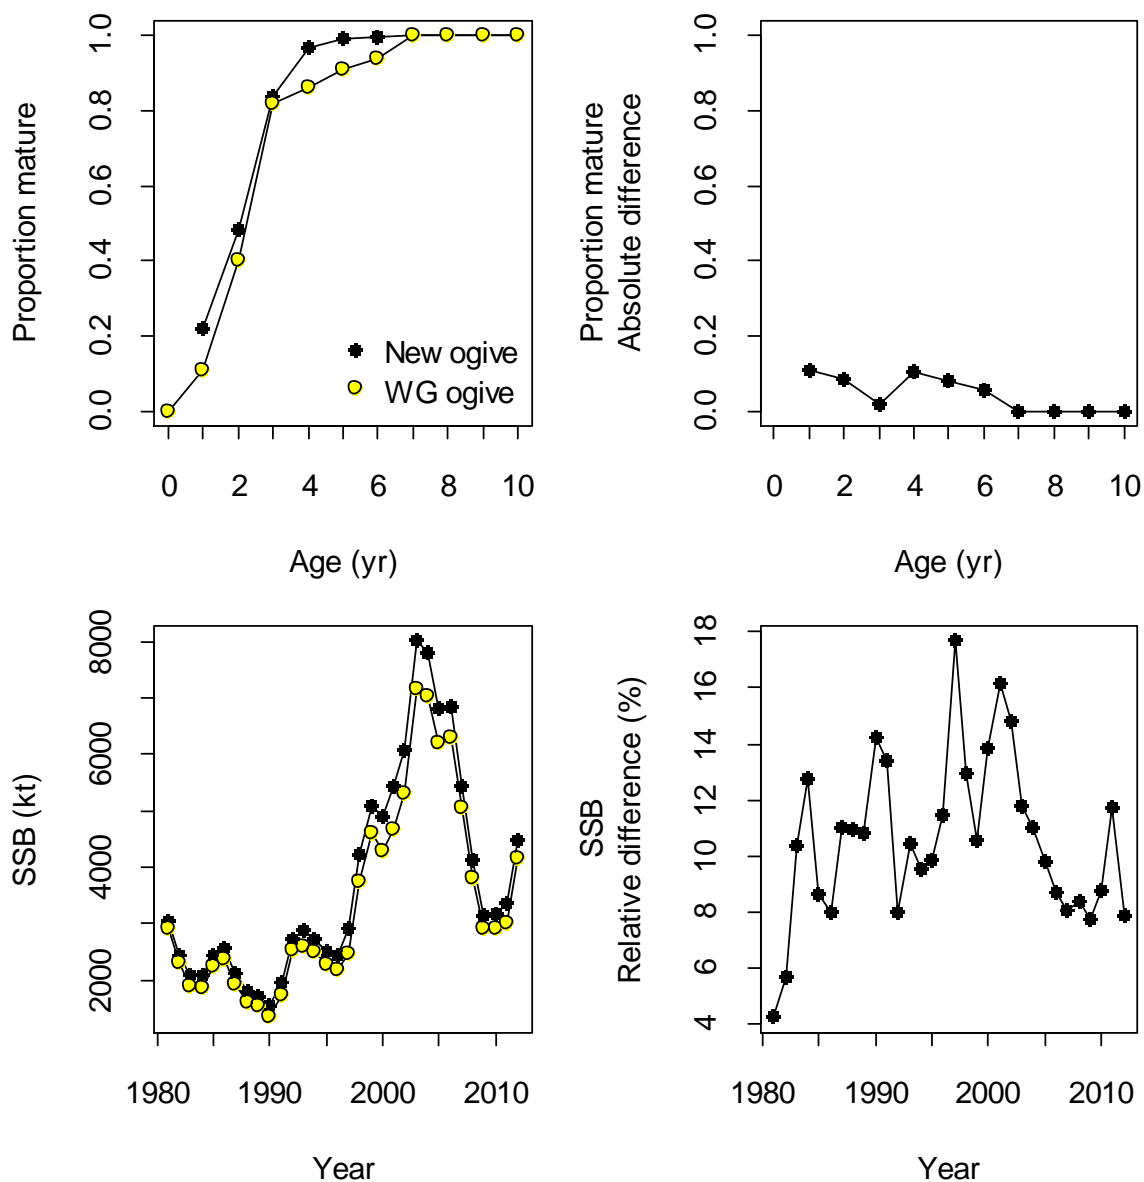 Proportion mature
0.0 0.2 0.4 0.6 0.8 1.0
New ogive
WG ogive
0 2 4 6 8 10
Age (yr)
Proportion mature
Absolute difference
0.0 0.2 0.4 0.6 0.8 1.0
0 2 4 6 8 10
Age (yr)
SSB (kt)
2000 4000 6000 8000
1980 1990 2000 2010
Year
SSB
Relative difference (%)
4 6 8 10 12 14 16 18
1980 1990 2000 2010
Year